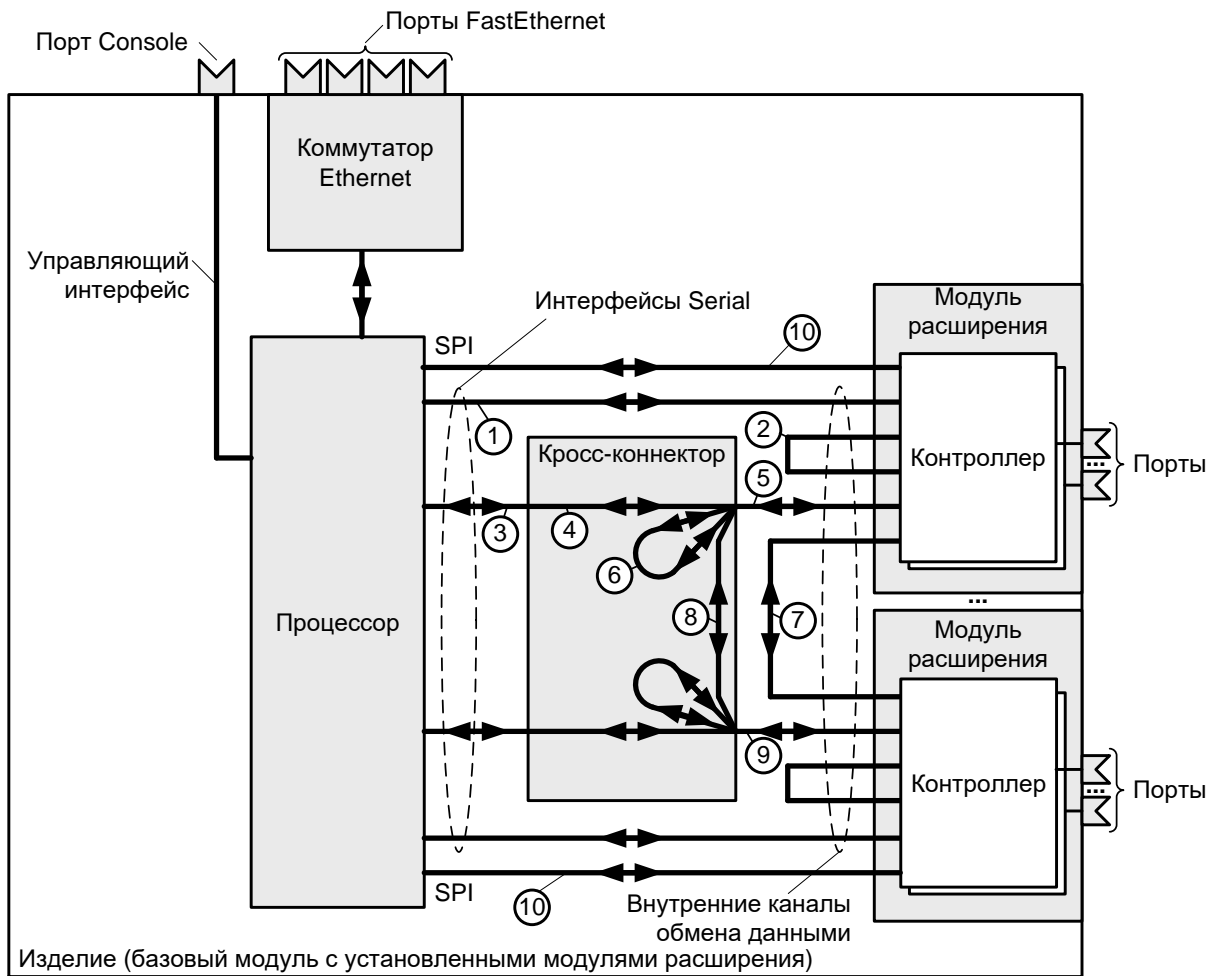 Порты FastEthernet
Порт Console
Коммутатор
Ethernet
Управляющий
интерфейс
Интерфейсы Serial
Модуль
расширения
SPI
10
1
2
Кросс-коннектор
Контроллер
Порты
...
5
3
4
6
...
Процессор
8
7
Модуль
расширения
9
Контроллер
...
Порты
SPI
10
Внутренние каналы
обмена данными
Изделие (базовый модуль с установленными модулями расширения)